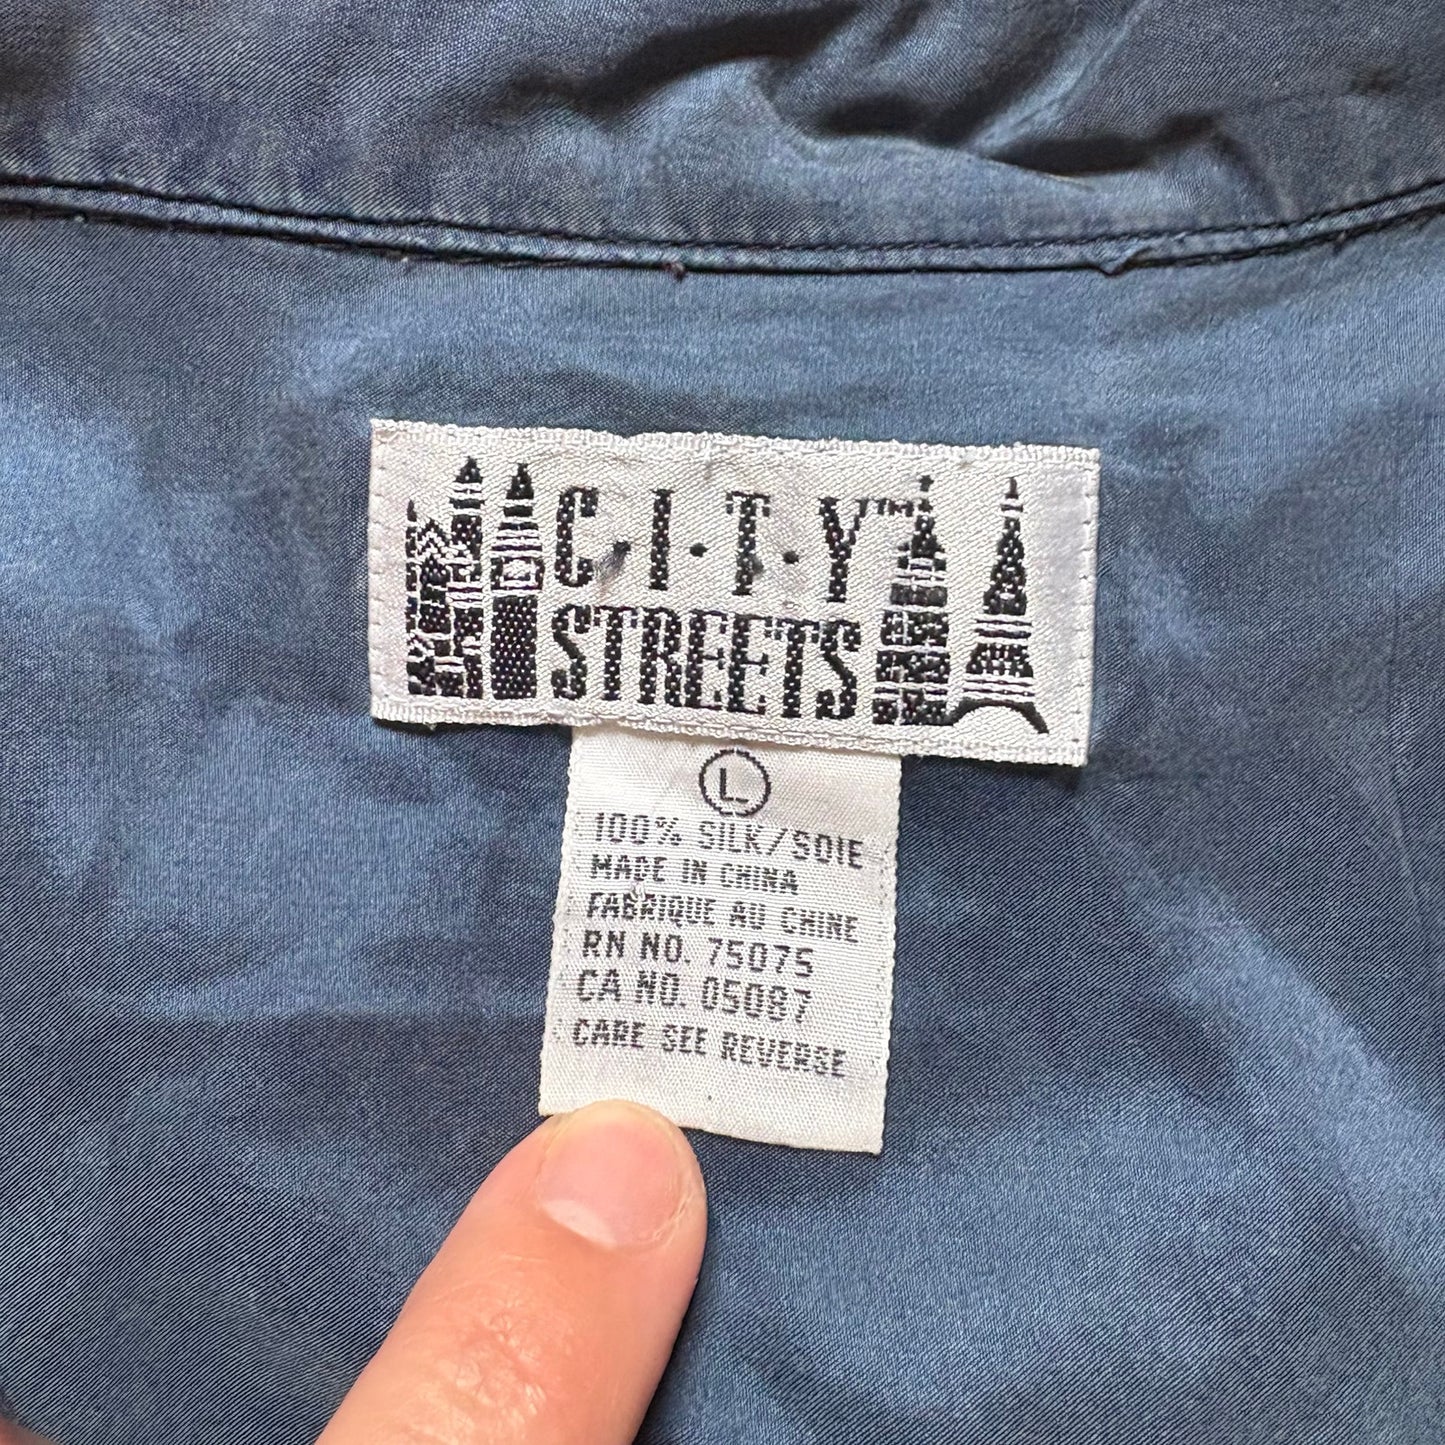 C·I·T·Y™
STREETS
L
100% SILK/SOIE
MADE IN CHINA
FABRIQUE AU CHINE
RN NO. 75075
CA NO. 05087
CARE SEE REVERSE